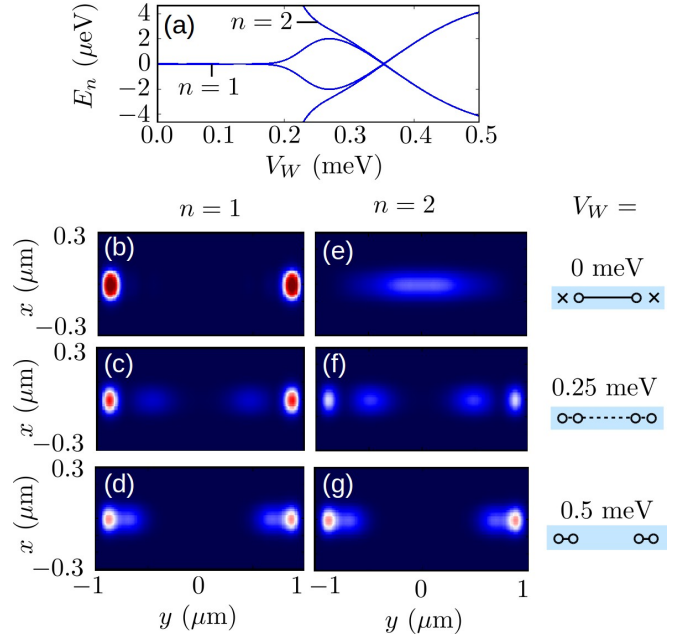 (a)
E_n (μeV)
4
2
0
−2
−4
n = 2
n = 1
0.0 0.1 0.2 0.3 0.4 0.5
V_W (meV)
n = 1 n = 2 V_W =
(b) (e)
0.3
x (μm)
−0.3
0 meV
(c) (f)
0.3
x (μm)
−0.3
0.25 meV
(d) (g)
0.3
x (μm)
−0.3
0.5 meV
−1 0 1 −1 0 1
y (μm) y (μm)